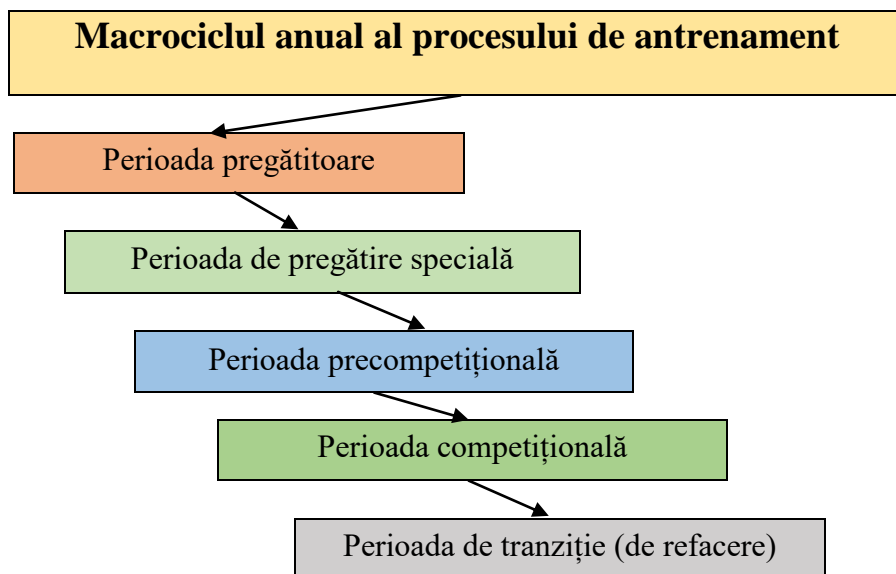 Macrociclul anual al procesului de antrenament
Perioada pregătitoare
Perioada de pregătire specială
Perioada precompetițională
Perioada competițională
Perioada de tranziție (de refacere)